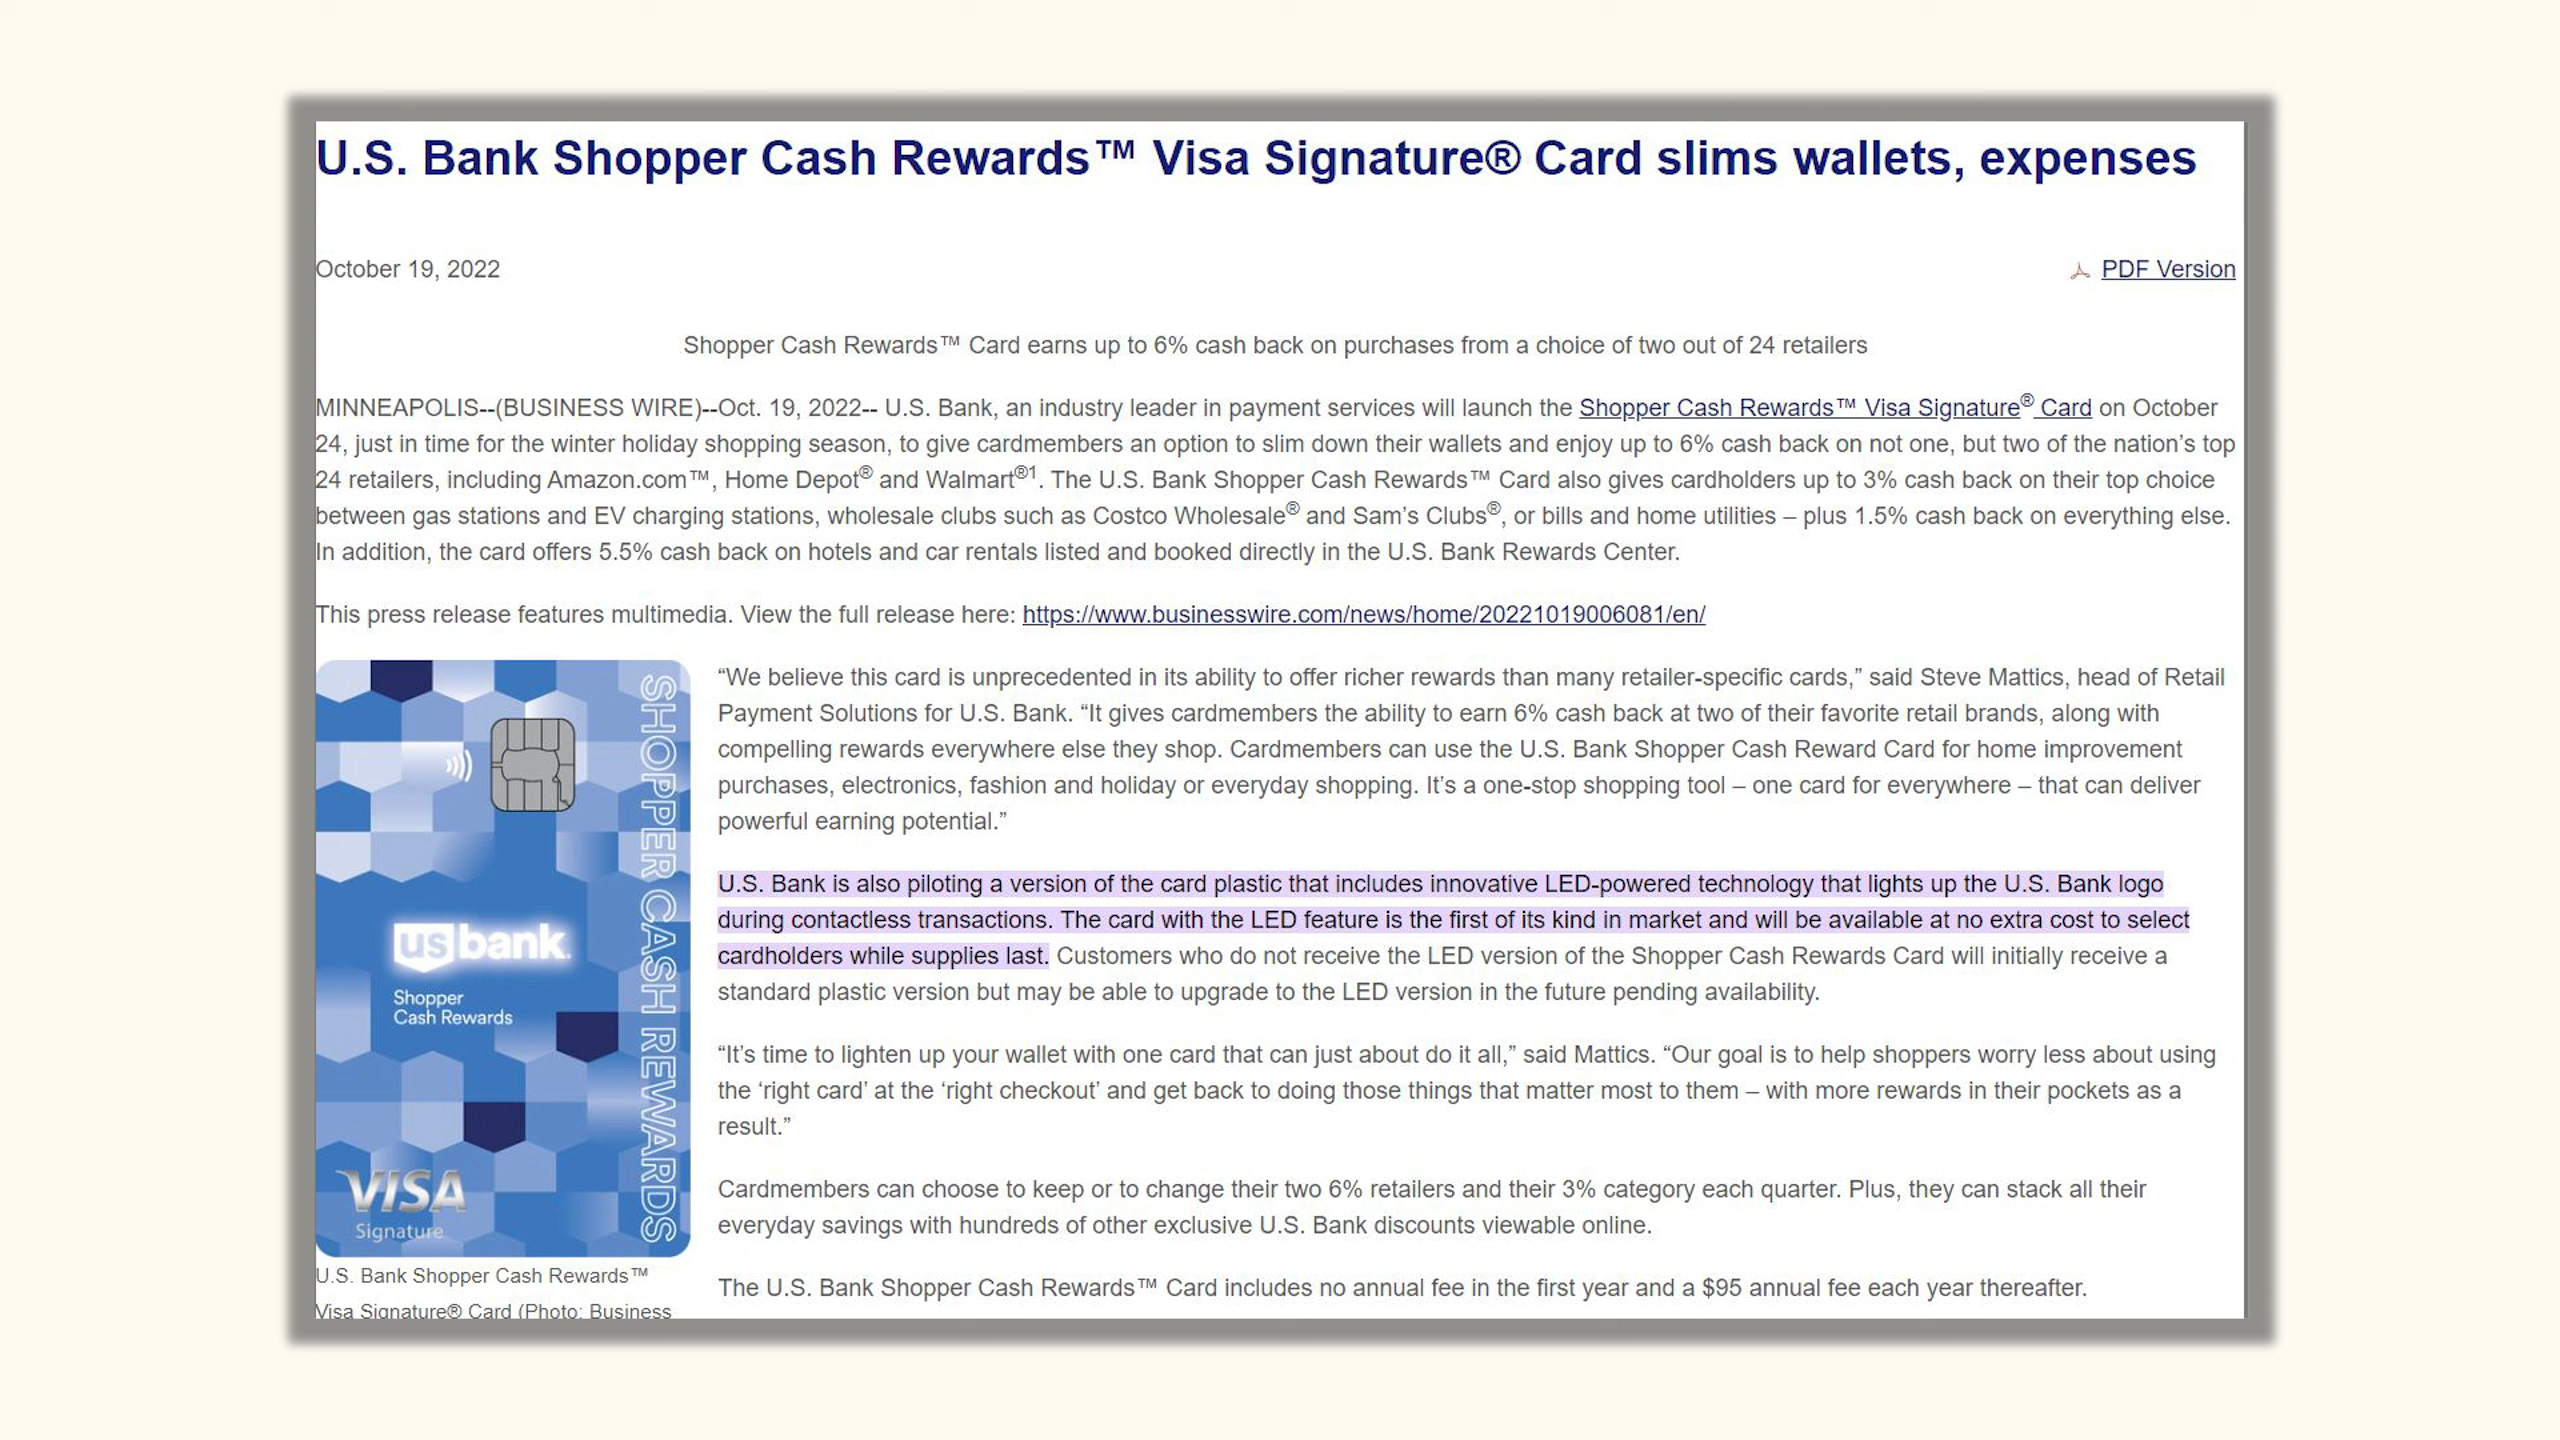 U.S. Bank Shopper Cash Rewards™ Visa Signature® Card slims wallets, expenses
October 19, 2022
PDF Version
Shopper Cash Rewards™ Card earns up to 6% cash back on purchases from a choice of two out of 24 retailers
MINNEAPOLIS--(BUSINESS WIRE)--Oct. 19, 2022-- U.S. Bank, an industry leader in payment services will launch the Shopper Cash Rewards™ Visa Signature® Card on October
24, just in time for the winter holiday shopping season, to give cardmembers an option to slim down their wallets and enjoy up to 6% cash back on not one, but two of the nation’s top
24 retailers, including Amazon.com™, Home Depot® and Walmart®1. The U.S. Bank Shopper Cash Rewards™ Card also gives cardholders up to 3% cash back on their top choice
between gas stations and EV charging stations, wholesale clubs such as Costco Wholesale® and Sam’s Clubs®, or bills and home utilities – plus 1.5% cash back on everything else.
In addition, the card offers 5.5% cash back on hotels and car rentals listed and booked directly in the U.S. Bank Rewards Center.
This press release features multimedia. View the full release here: https://www.businesswire.com/news/home/20221019006081/en/
SHOPPER CASH REWARDS
usbank.
Shopper
Cash Rewards
VISA
Signature
U.S. Bank Shopper Cash Rewards™
Visa Signature® Card (Photo: Business
“We believe this card is unprecedented in its ability to offer richer rewards than many retailer-specific cards,” said Steve Mattics, head of Retail
Payment Solutions for U.S. Bank. “It gives cardmembers the ability to earn 6% cash back at two of their favorite retail brands, along with
compelling rewards everywhere else they shop. Cardmembers can use the U.S. Bank Shopper Cash Reward Card for home improvement
purchases, electronics, fashion and holiday or everyday shopping. It’s a one-stop shopping tool – one card for everywhere – that can deliver
powerful earning potential.”
U.S. Bank is also piloting a version of the card plastic that includes innovative LED-powered technology that lights up the U.S. Bank logo
during contactless transactions. The card with the LED feature is the first of its kind in market and will be available at no extra cost to select
cardholders while supplies last. Customers who do not receive the LED version of the Shopper Cash Rewards Card will initially receive a
standard plastic version but may be able to upgrade to the LED version in the future pending availability.
“It’s time to lighten up your wallet with one card that can just about do it all,” said Mattics. “Our goal is to help shoppers worry less about using
the ‘right card’ at the ‘right checkout’ and get back to doing those things that matter most to them – with more rewards in their pockets as a
result.”
Cardmembers can choose to keep or to change their two 6% retailers and their 3% category each quarter. Plus, they can stack all their
everyday savings with hundreds of other exclusive U.S. Bank discounts viewable online.
The U.S. Bank Shopper Cash Rewards™ Card includes no annual fee in the first year and a $95 annual fee each year thereafter.